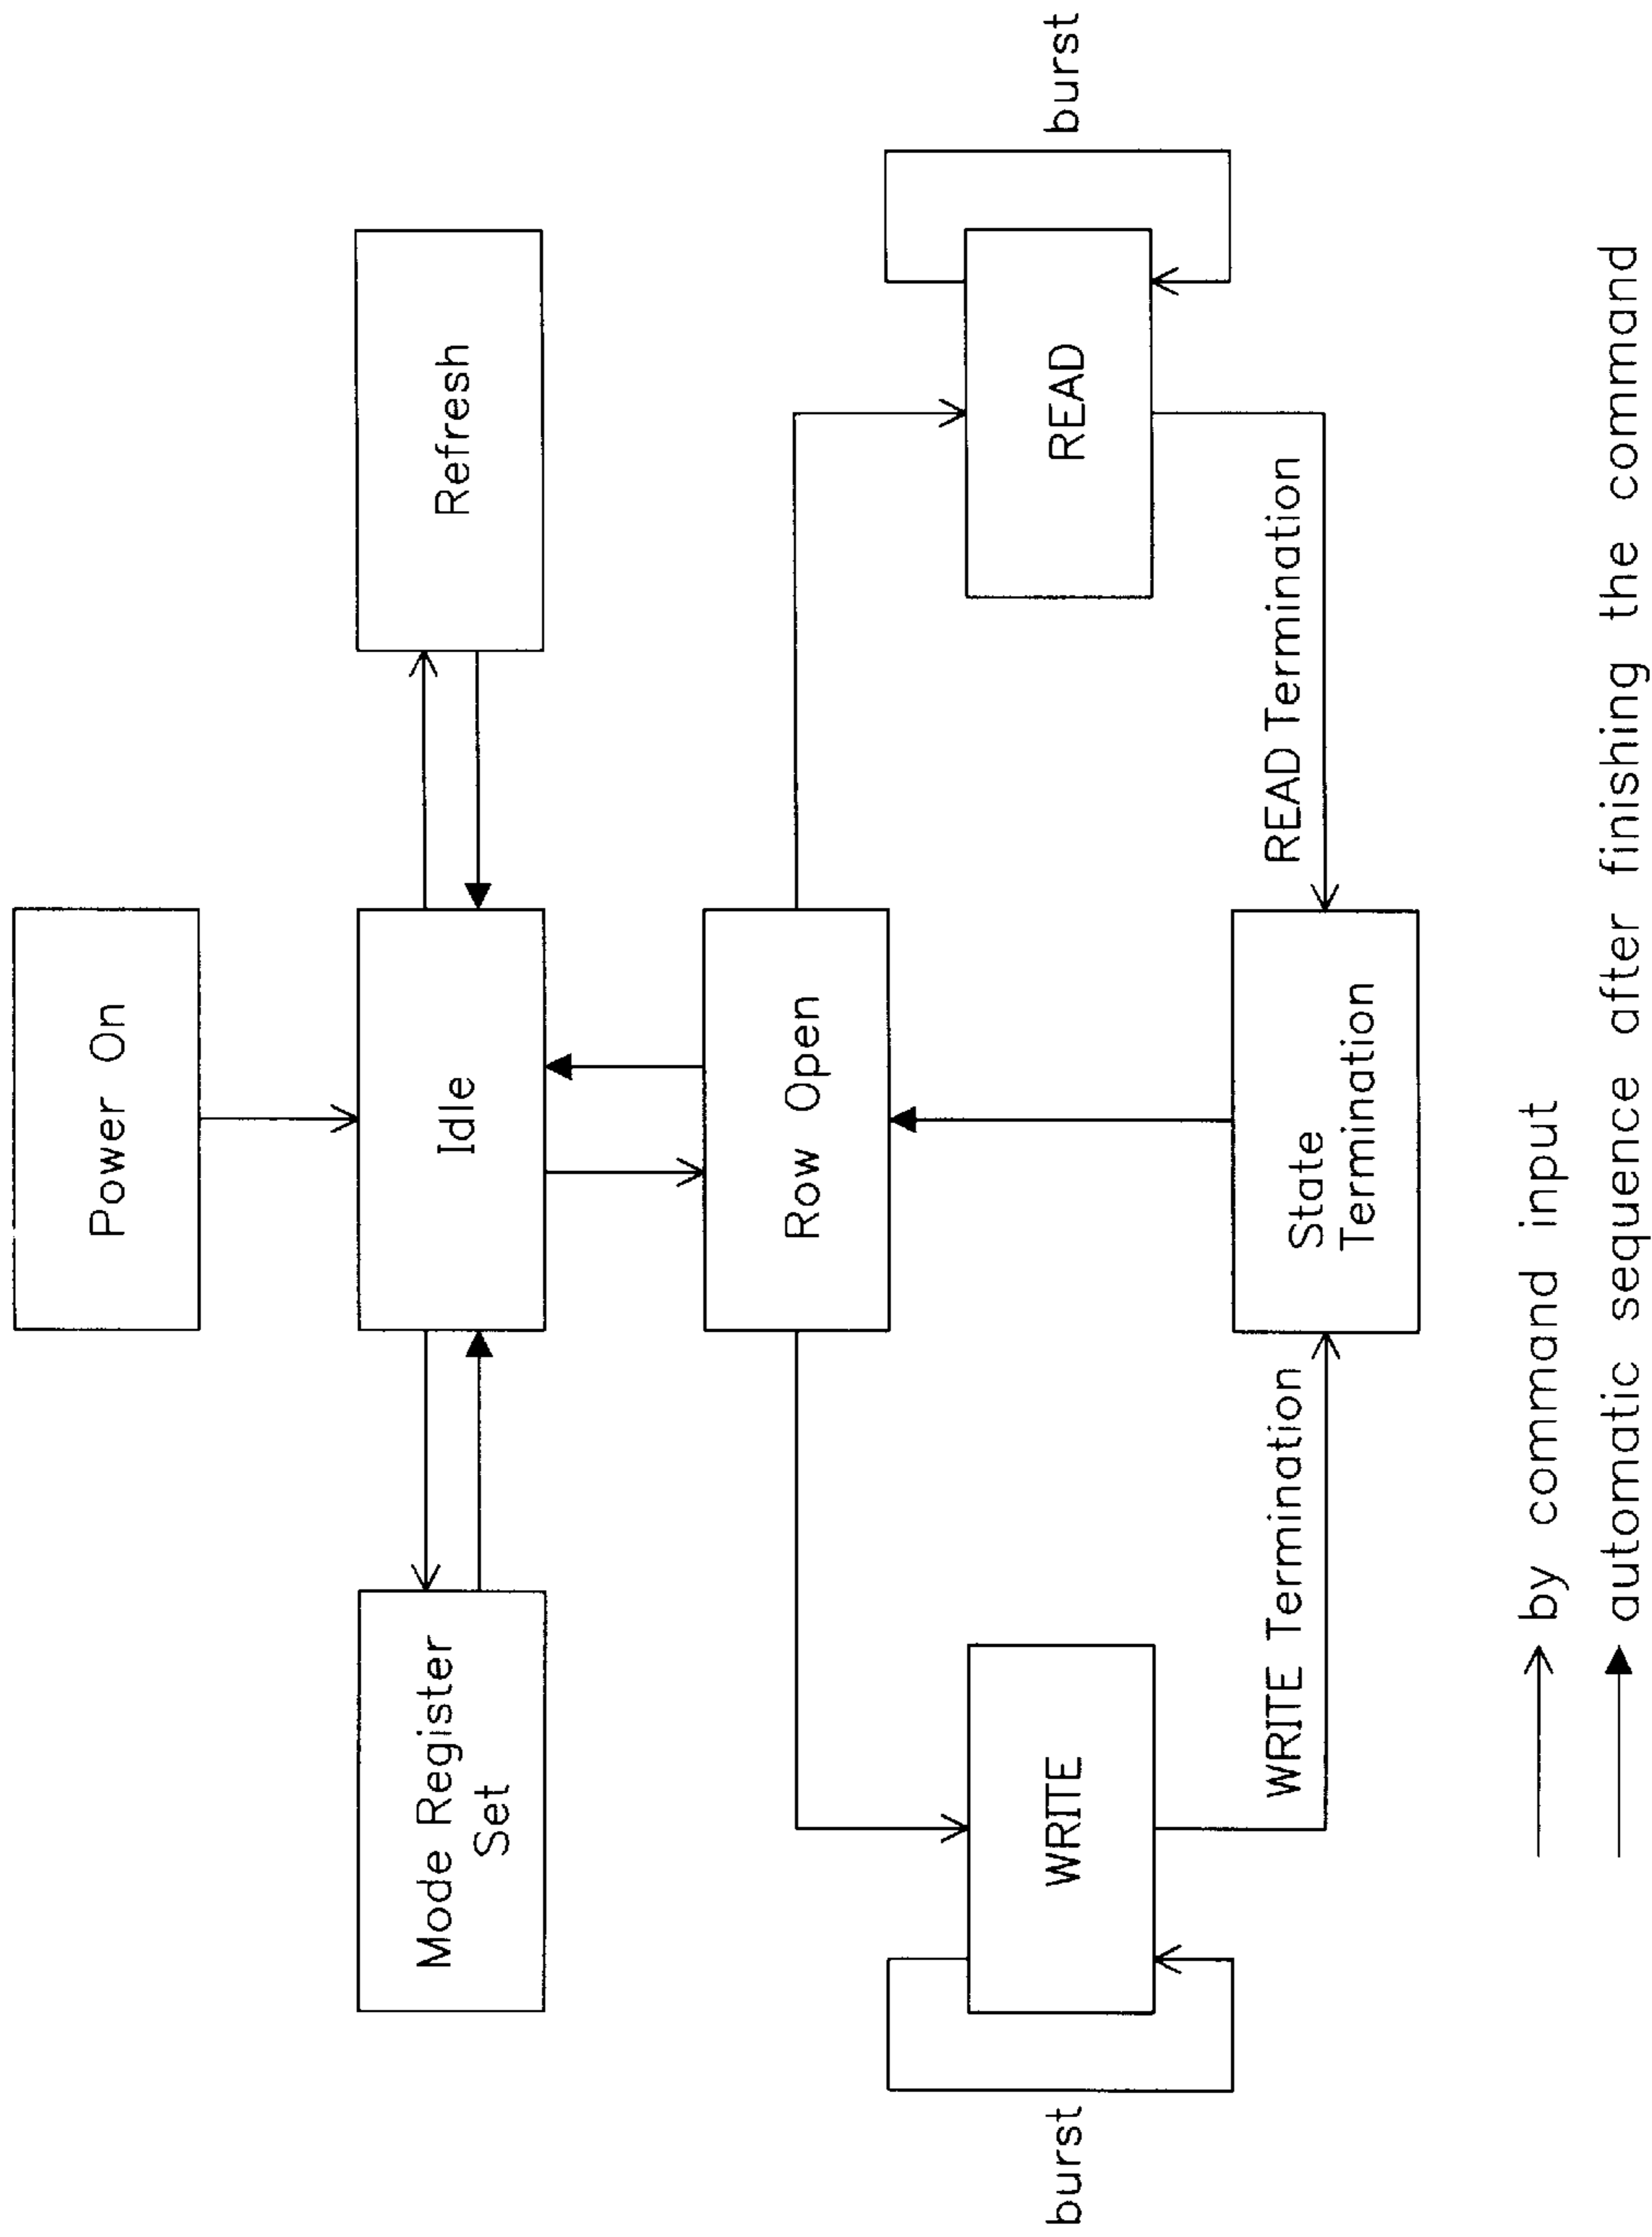 Power On
Mode Register
Set
Idle
Refresh
Row Open
burst
WRITE
READ
burst
WRITE Termination
State
Termination
READ Termination
by command input
automatic sequence after finishing the command